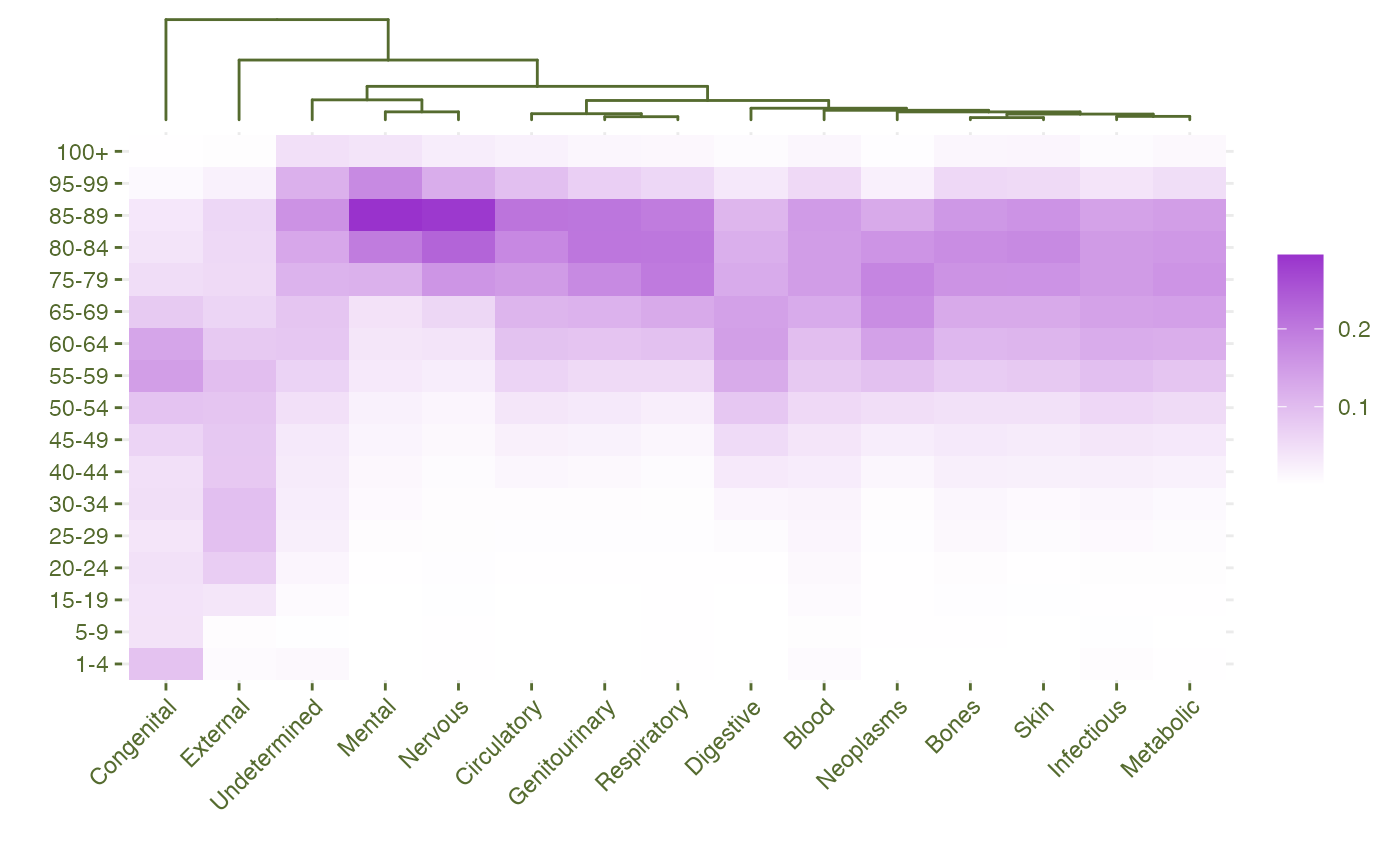 100+
95-99
85-89
80-84
75-79
65-69
60-64
55-59
50-54
45-49
40-44
30-34
25-29
20-24
15-19
5-9
1-4
0.2
0.1
Congenital
External
Undetermined
Mental
Nervous
Circulatory
Genitourinary
Respiratory
Digestive
Blood
Neoplasms
Bones
Skin
Infectious
Metabolic